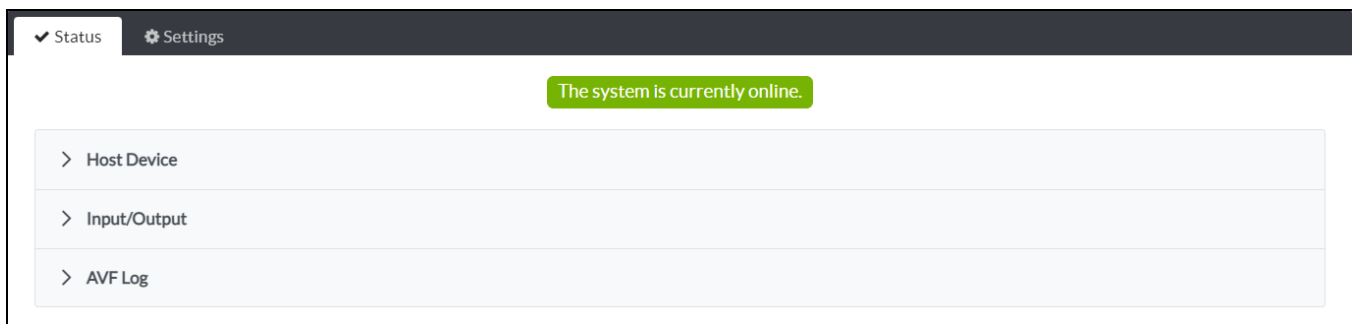 Status Settings
The system is currently online.
Host Device
Input/Output
AVF Log